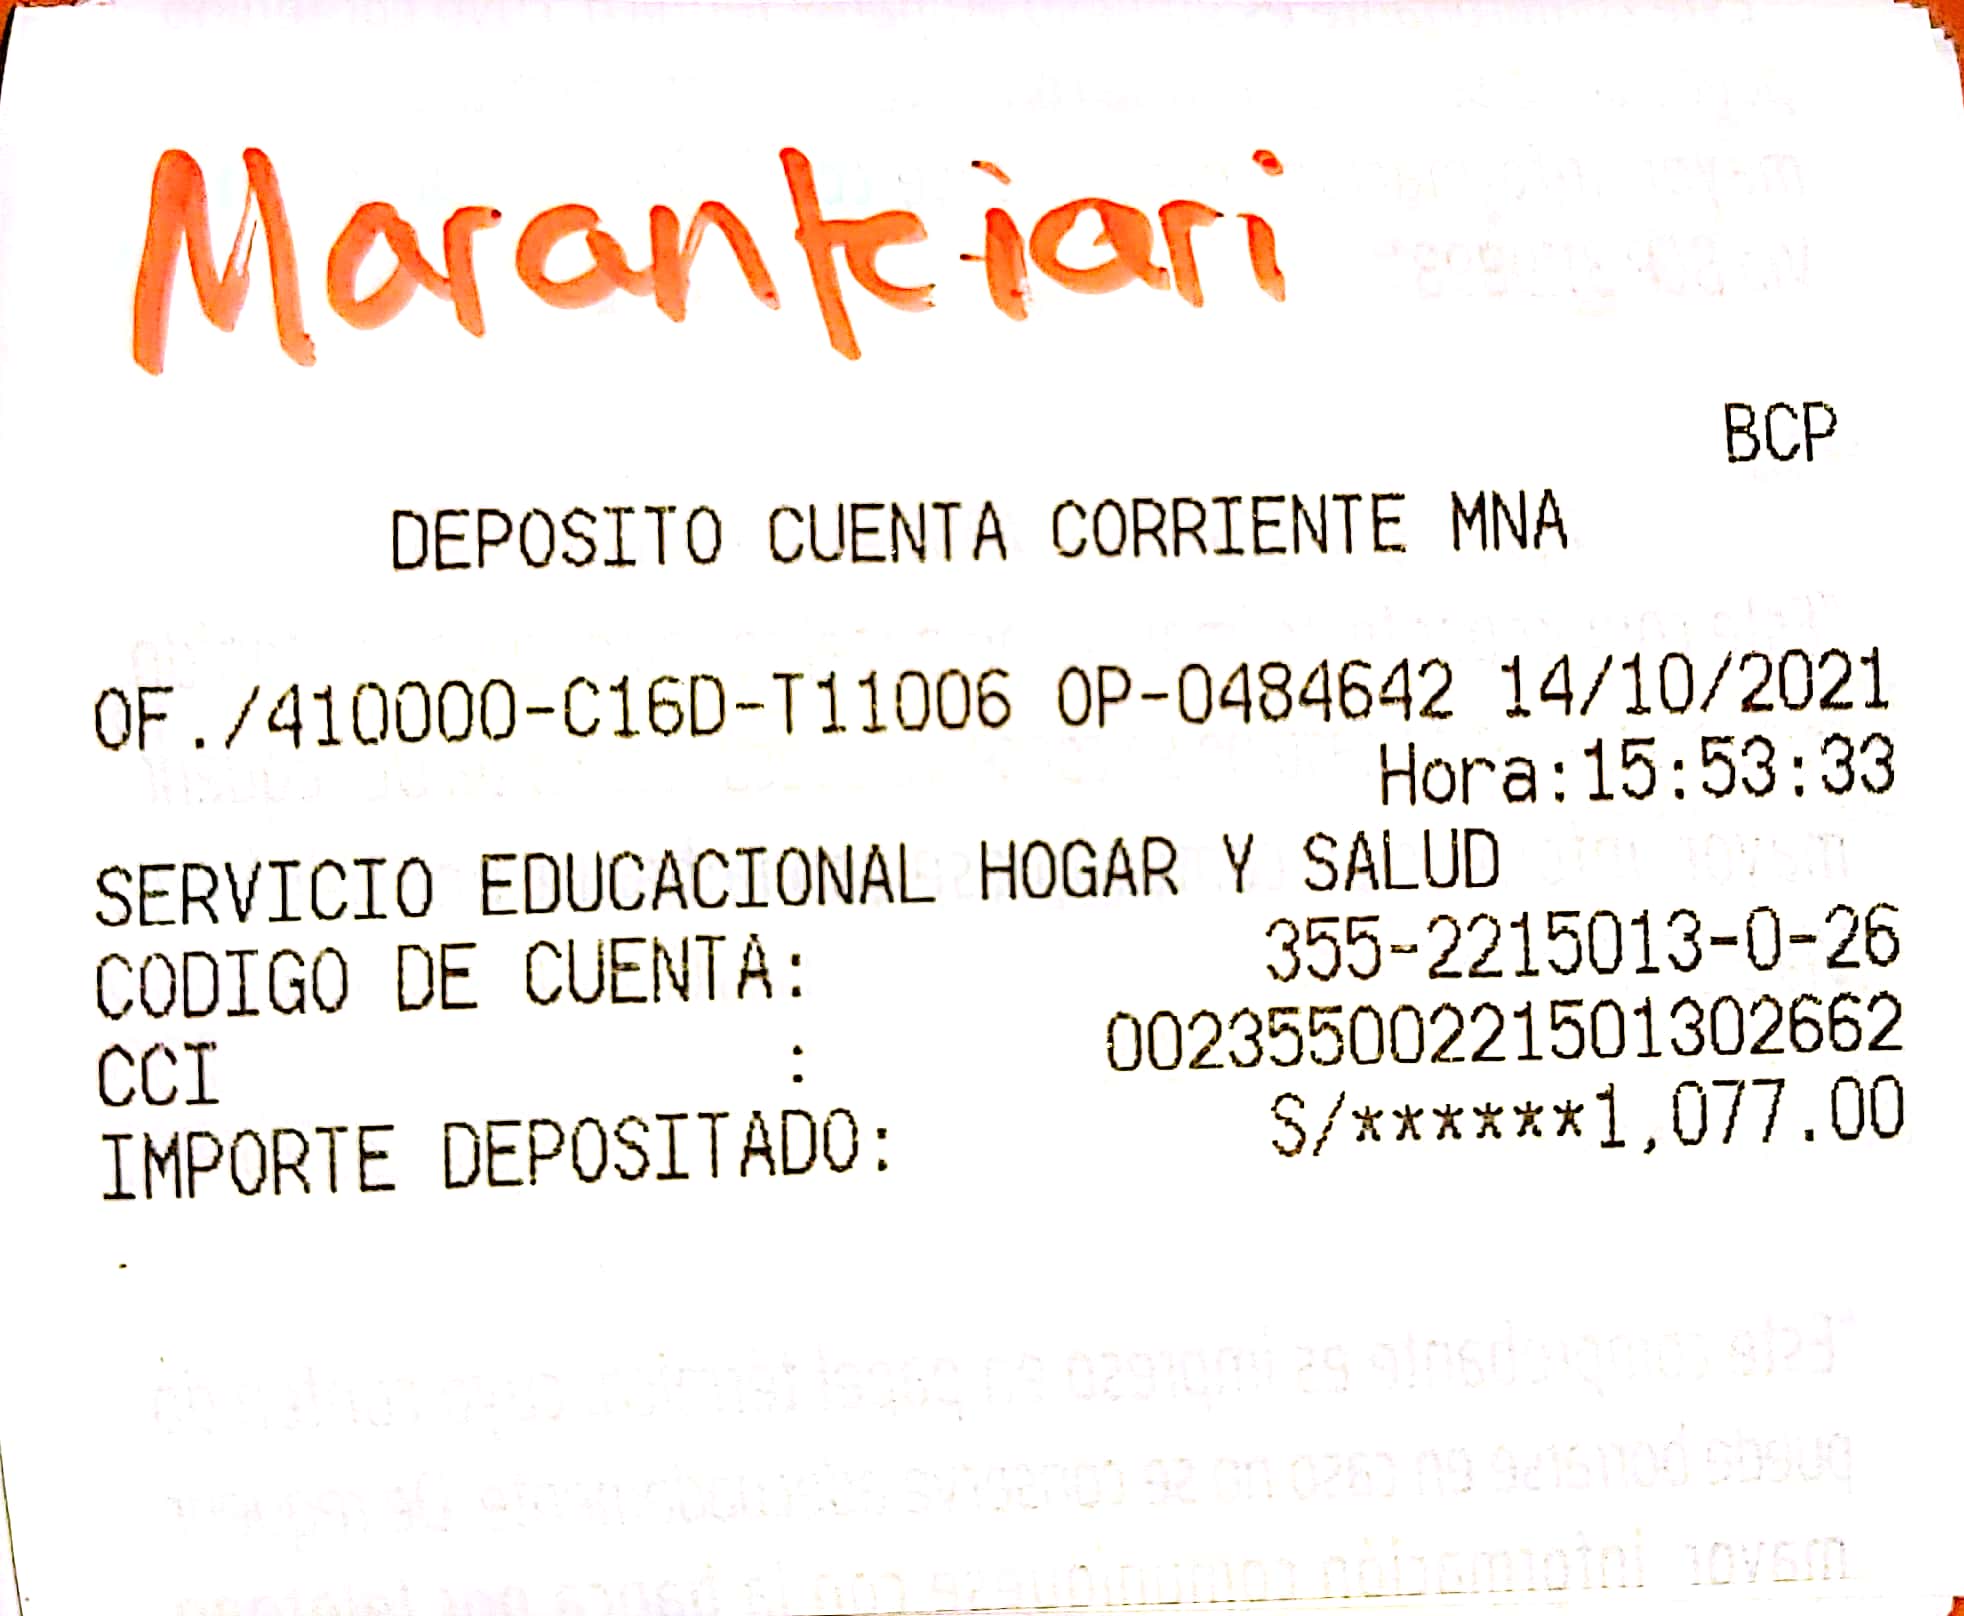 Marankiari
BCP
DEPOSITO CUENTA CORRIENTE MNA
OF./410000-C16D-T11006 OP-0484642 14/10/2021
Hora:15:53:33
SERVICIO EDUCACIONAL HOGAR Y SALUD
CODIGO DE CUENTA: 355-2215013-0-26
CCI : 00235500221501302662
IMPORTE DEPOSITADO: S/******1,077.00